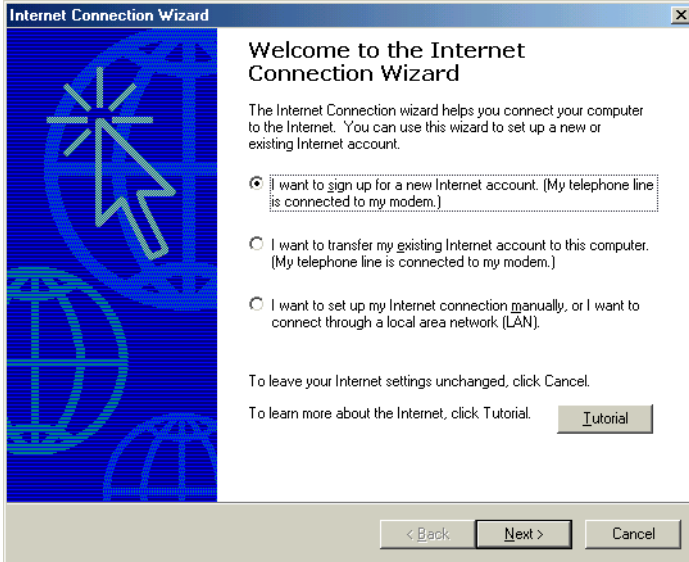 Internet Connection Wizard
Welcome to the Internet
Connection Wizard
The Internet Connection wizard helps you connect your computer
to the Internet. You can use this wizard to set up a new or
existing Internet account.
I want to sign up for a new Internet account. (My telephone line
is connected to my modem.)
I want to transfer my existing Internet account to this computer.
(My telephone line is connected to my modem.)
I want to set up my Internet connection manually, or I want to
connect through a local area network (LAN).
To leave your Internet settings unchanged, click Cancel.
To learn more about the Internet, click Tutorial.
Tutorial
< Back
Next >
Cancel